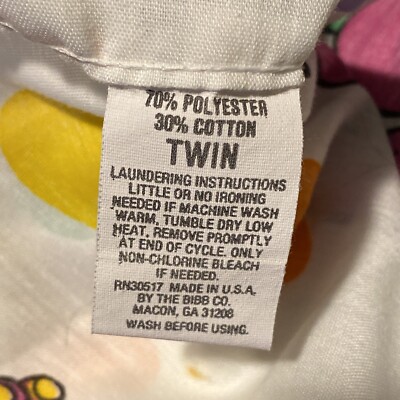 70% POLYESTER
30% COTTON
TWIN
LAUNDERING INSTRUCTIONS
LITTLE OR NO IRONING
NEEDED IF MACHINE WASH
WARM, TUMBLE DRY LOW
HEAT. REMOVE PROMPTLY
AT END OF CYCLE. ONLY
NON-CHLORINE BLEACH
IF NEEDED.
RN30517 MADE IN U.S.A.
BY THE BIBB CO.
MACON, GA 31208
WASH BEFORE USING.